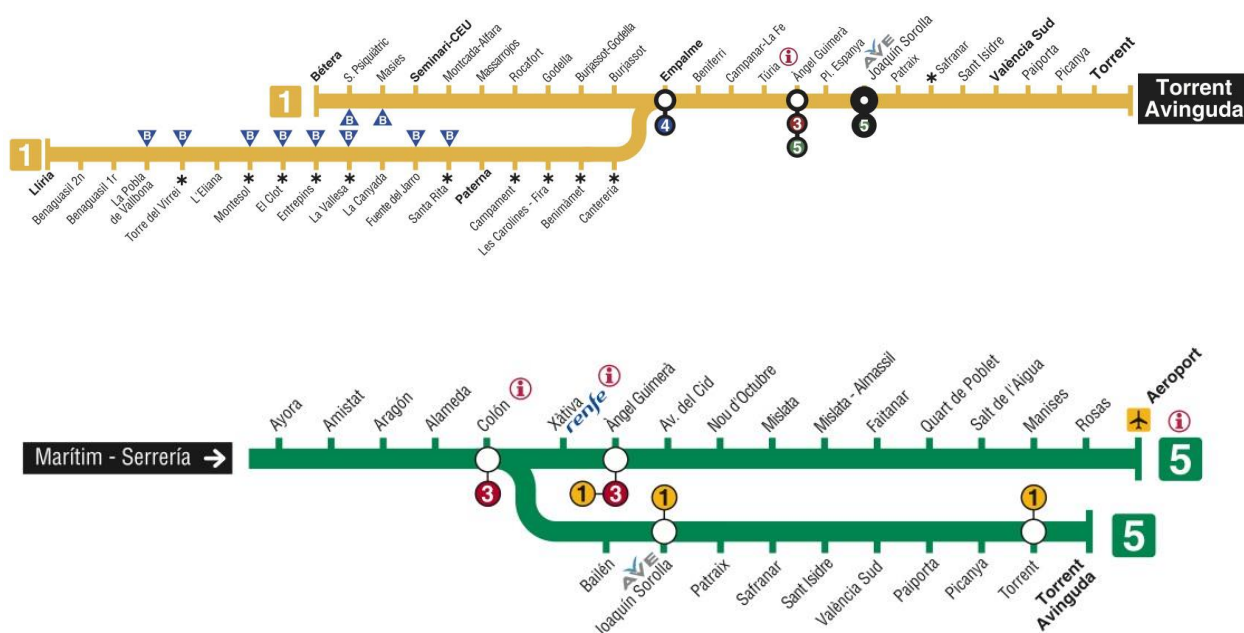 Bétera
S. Psiquiàtric
Masies
Seminari-CEU
Montcada-Alfara
Massarrojos
Rocafort
Godella
Burjassot-Godella
Burjassot
Empalme
Beniferri
Campanar-La Fe
Túria
i
Àngel Guimerà
Pl. Espanya
AVE
Joaquín Sorolla
Patraix
* Safranar
Sant Isidre
València Sud
Paiporta
Picanya
Torrent
1
Torrent
Avinguda
B
B
4
3
5
5
B
B
B
B
B
B
B
B
1
Llíria
Benaguasil 2n
Benaguasil 1r
La Pobla
de Vallbona
Torre del Virrei *
L'Eliana
Montesol *
El Clot *
Entrepins *
La Vallesa *
La Canyada
Fuente del Jarro
Santa Rita *
Paterna
Campament *
Les Carolines - Fira *
Benimàmet *
Cantereria *
Ayora
Amistat
Aragón
Alameda
Colón
i
Xàtiva
renfe
i
Àngel Guimerà
Av. del Cid
Nou d'Octubre
Mislata
Mislata - Almassil
Faitanar
Quart de Poblet
Salt de l'Aigua
Manises
Rosas
Aeroport
i
Marítim - Serrería →
5
3
1
3
1
1
5
Bailén
AVE
Joaquín Sorolla
Patraix
Safranar
Sant Isidre
València Sud
Paiporta
Picanya
Torrent
Torrent
Avinguda